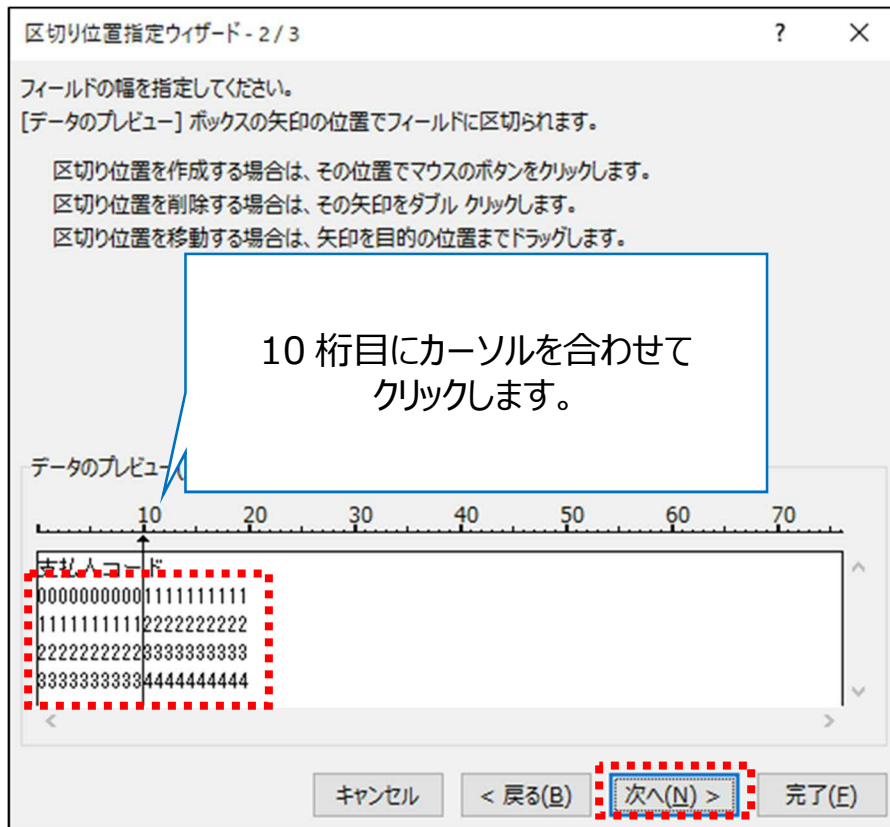 区切り位置指定ウィザード - 2 / 3
?
×
フィールドの幅を指定してください。
[データのプレビュー] ボックスの矢印の位置でフィールドに区切られます。
区切り位置を作成する場合は、その位置でマウスのボタンをクリックします。
区切り位置を削除する場合は、その矢印をダブル クリックします。
区切り位置を移動する場合は、矢印を目的の位置までドラッグします。
10 桁目にカーソルを合わせて
クリックします。
データのプレビュー(
10 20 30 40 50 60 70
支払人コード
00000000001111111111
11111111112222222222
22222222223333333333
33333333334444444444
キャンセル
< 戻る(B)
次へ(N) >
完了(F)